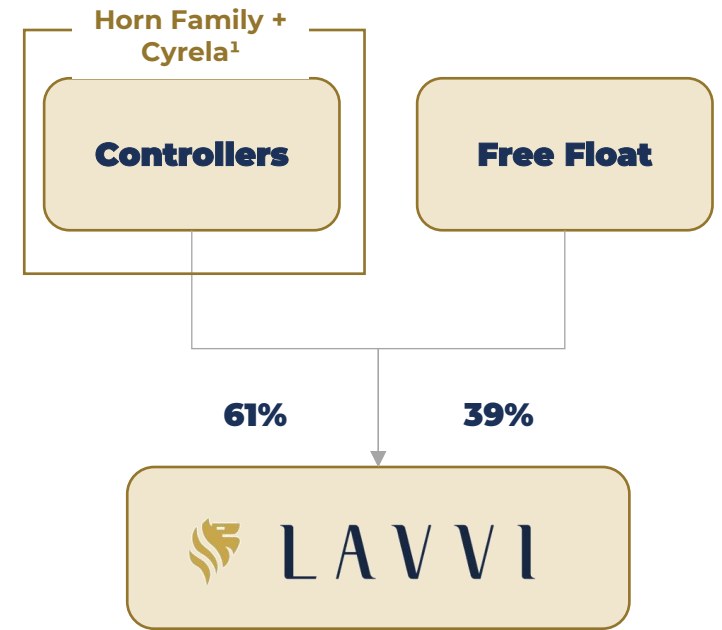 Horn Family +
Cyrela¹
Controllers
Free Float
61%
39%
LAVVI